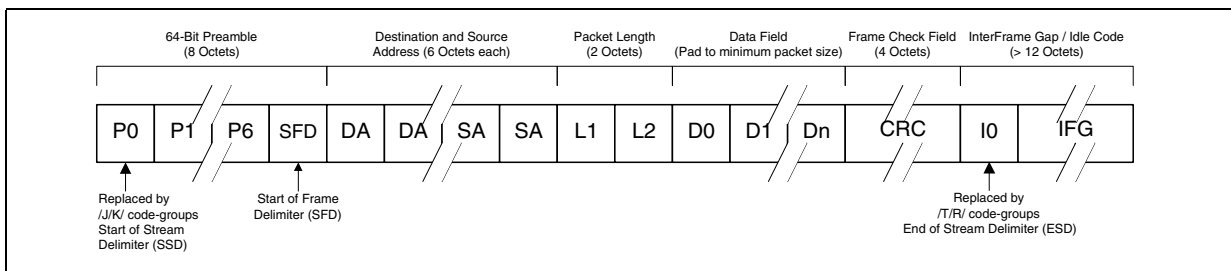 64-Bit Preamble
(8 Octets)
Destination and Source
Address (6 Octets each)
Packet Length
(2 Octets)
Data Field
(Pad to minimum packet size)
Frame Check Field
(4 Octets)
InterFrame Gap / Idle Code
(> 12 Octets)
P0 P1 P6 SFD DA DA SA SA L1 L2 D0 D1 Dn CRC I0 IFG
Replaced by
/J/K/ code-groups
Start of Stream
Delimiter (SSD)
Start of Frame
Delimiter (SFD)
Replaced by
/T/R/ code-groups
End of Stream Delimiter (ESD)